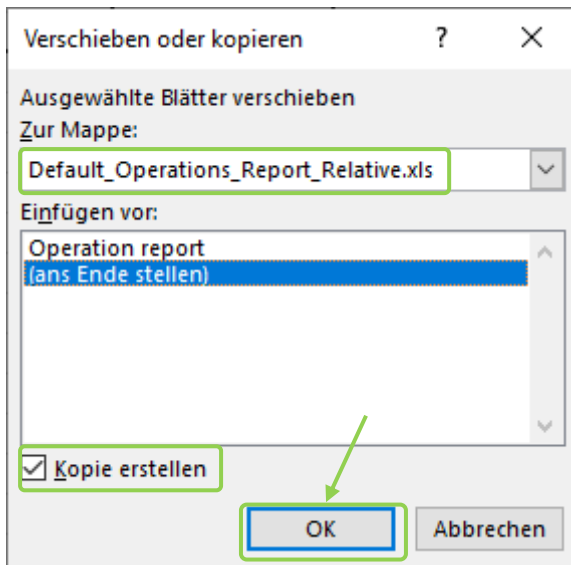 Verschieben oder kopieren ? ×
Ausgewählte Blätter verschieben
Zur Mappe:
Default_Operations_Report_Relative.xls
Einfügen vor:
Operation report
(ans Ende stellen)
Kopie erstellen
OK Abbrechen